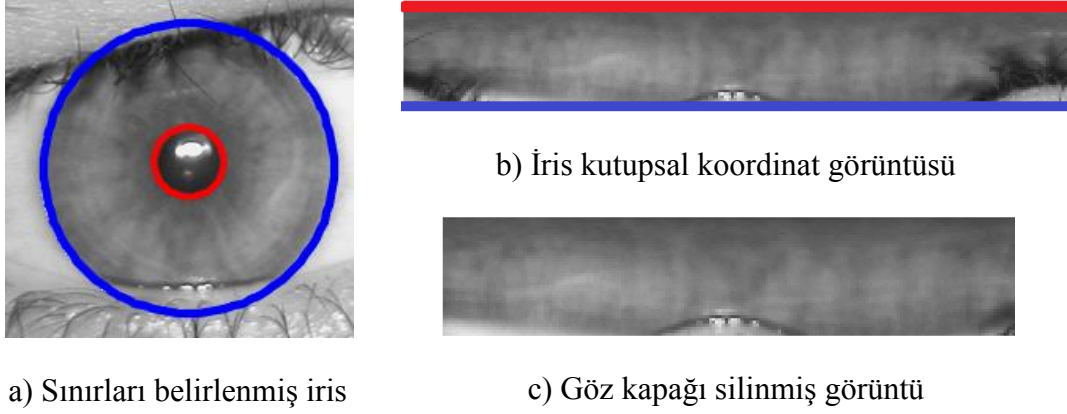 b) İris kutupsal koordinat görüntüsü
a) Sınırları belirlenmiş iris
c) Göz kapağı silinmiş görüntü